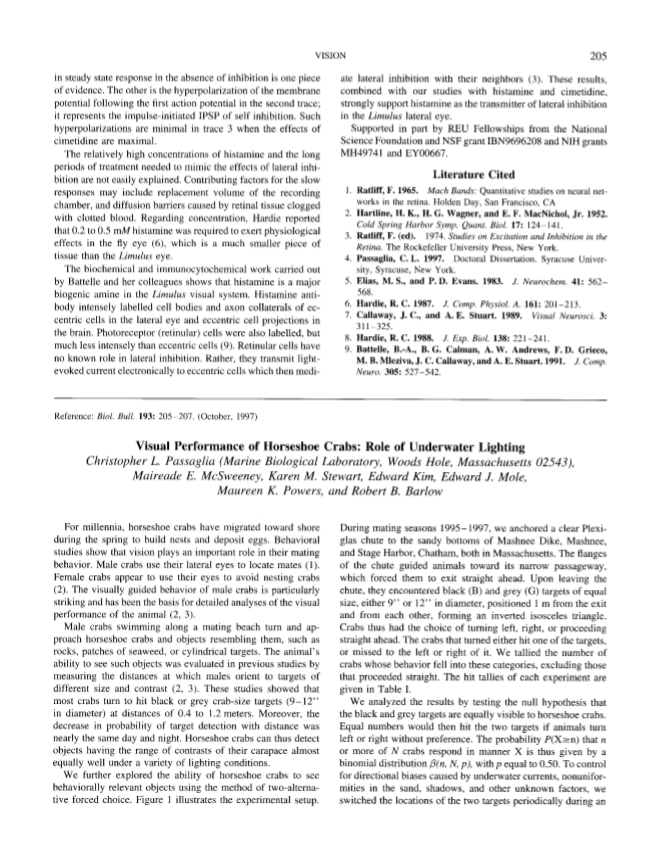 VISION
205
in steady state response in the absence of inhibition is one piece
of evidence. The other is the hyperpolarization of the membrane
potential following the first action potential in the second trace;
it represents the impulse-initiated IPSP of self inhibition. Such
hyperpolarizations are minimal in trace 3 when the effects of
cimetidine are maximal.
The relatively high concentrations of histamine and the long
periods of treatment needed to mimic the effects of lateral inhi-
bition are not easily explained. Contributing factors for the slow
responses may include replacement volume of the recording
chamber, and diffusion barriers caused by retinal tissue clogged
with clotted blood. Regarding concentration, Hardie reported
that 0.2 to 0.5 mM histamine was required to exert physiological
effects in the fly eye (6), which is a much smaller piece of
tissue than the Limulus eye.
The biochemical and immunocytochemical work carried out
by Battelle and her colleagues shows that histamine is a major
biogenic amine in the Limulus visual system. Histamine anti-
body intensely labelled cell bodies and axon collaterals of ec-
centric cells in the lateral eye and eccentric cell projections in
the brain. Photoreceptor (retinular) cells were also labelled, but
much less intensely than eccentric cells (9). Retinular cells have
no known role in lateral inhibition. Rather, they transmit light-
evoked current electronically to eccentric cells which then medi-
ate lateral inhibition with their neighbors (3). These results,
combined with our studies with histamine and cimetidine,
strongly support histamine as the transmitter of lateral inhibition
in the Limulus lateral eye.
Supported in part by REU Fellowships from the National
Science Foundation and NSF grant IBN9696208 and NIH grants
MH49741 and EY00667.
Literature Cited
1. Ratliff, F. 1965. Mach Bands: Quantitative studies on neural net-
works in the retina. Holden Day, San Francisco, CA
2. Hartline, H. K., H. G. Wagner, and E. F. MacNichol, Jr. 1952.
Cold Spring Harbor Symp. Quant. Biol. 17: 124–141.
3. Ratliff, F. (ed). 1974. Studies on Excitation and Inhibition in the
Retina. The Rockefeller University Press, New York.
4. Passaglia, C. L. 1997. Doctoral Dissertation. Syracuse Univer-
sity, Syracuse, New York.
5. Elias, M. S., and P. D. Evans. 1983. J. Neurochem. 41: 562–
568.
6. Hardie, R. C. 1987. J. Comp. Physiol. A. 161: 201–213.
7. Callaway, J. C., and A. E. Stuart. 1989. Visual Neurosci. 3:
311–325.
8. Hardie, R. C. 1988. J. Exp. Biol. 138: 221–241.
9. Battelle, B.-A., B. G. Calman, A. W. Andrews, F. D. Grieco,
M. B. Mleziva, J. C. Callaway, and A. E. Stuart. 1991. J. Comp.
Neuro. 305: 527–542.
Reference: Biol. Bull. 193: 205–207. (October, 1997)
Visual Performance of Horseshoe Crabs: Role of Underwater Lighting
Christopher L. Passaglia (Marine Biological Laboratory, Woods Hole, Massachusetts 02543),
Maireade E. McSweeney, Karen M. Stewart, Edward Kim, Edward J. Mole,
Maureen K. Powers, and Robert B. Barlow
For millennia, horseshoe crabs have migrated toward shore
during the spring to build nests and deposit eggs. Behavioral
studies show that vision plays an important role in their mating
behavior. Male crabs use their lateral eyes to locate mates (1).
Female crabs appear to use their eyes to avoid nesting crabs
(2). The visually guided behavior of male crabs is particularly
striking and has been the basis for detailed analyses of the visual
performance of the animal (2, 3).
Male crabs swimming along a mating beach turn and ap-
proach horseshoe crabs and objects resembling them, such as
rocks, patches of seaweed, or cylindrical targets. The animal's
ability to see such objects was evaluated in previous studies by
measuring the distances at which males orient to targets of
different size and contrast (2, 3). These studies showed that
most crabs turn to hit black or grey crab-size targets (9–12"
in diameter) at distances of 0.4 to 1.2 meters. Moreover, the
decrease in probability of target detection with distance was
nearly the same day and night. Horseshoe crabs can thus detect
objects having the range of contrasts of their carapace almost
equally well under a variety of lighting conditions.
We further explored the ability of horseshoe crabs to see
behaviorally relevant objects using the method of two-alterna-
tive forced choice. Figure 1 illustrates the experimental setup.
During mating seasons 1995–1997, we anchored a clear Plexi-
glas chute to the sandy bottoms of Mashnee Dike, Mashnee,
and Stage Harbor, Chatham, both in Massachusetts. The flanges
of the chute guided animals toward its narrow passageway,
which forced them to exit straight ahead. Upon leaving the
chute, they encountered black (B) and grey (G) targets of equal
size, either 9" or 12" in diameter, positioned 1 m from the exit
and from each other, forming an inverted isosceles triangle.
Crabs thus had the choice of turning left, right, or proceeding
straight ahead. The crabs that turned either hit one of the targets,
or missed to the left or right of it. We tallied the number of
crabs whose behavior fell into these categories, excluding those
that proceeded straight. The hit tallies of each experiment are
given in Table I.
We analyzed the results by testing the null hypothesis that
the black and grey targets are equally visible to horseshoe crabs.
Equal numbers would then hit the two targets if animals turn
left or right without preference. The probability P(X≥n) that n
or more of N crabs respond in manner X is thus given by a
binomial distribution β(n, N, p), with p equal to 0.50. To control
for directional biases caused by underwater currents, nonunifor-
mities in the sand, shadows, and other unknown factors, we
switched the locations of the two targets periodically during an